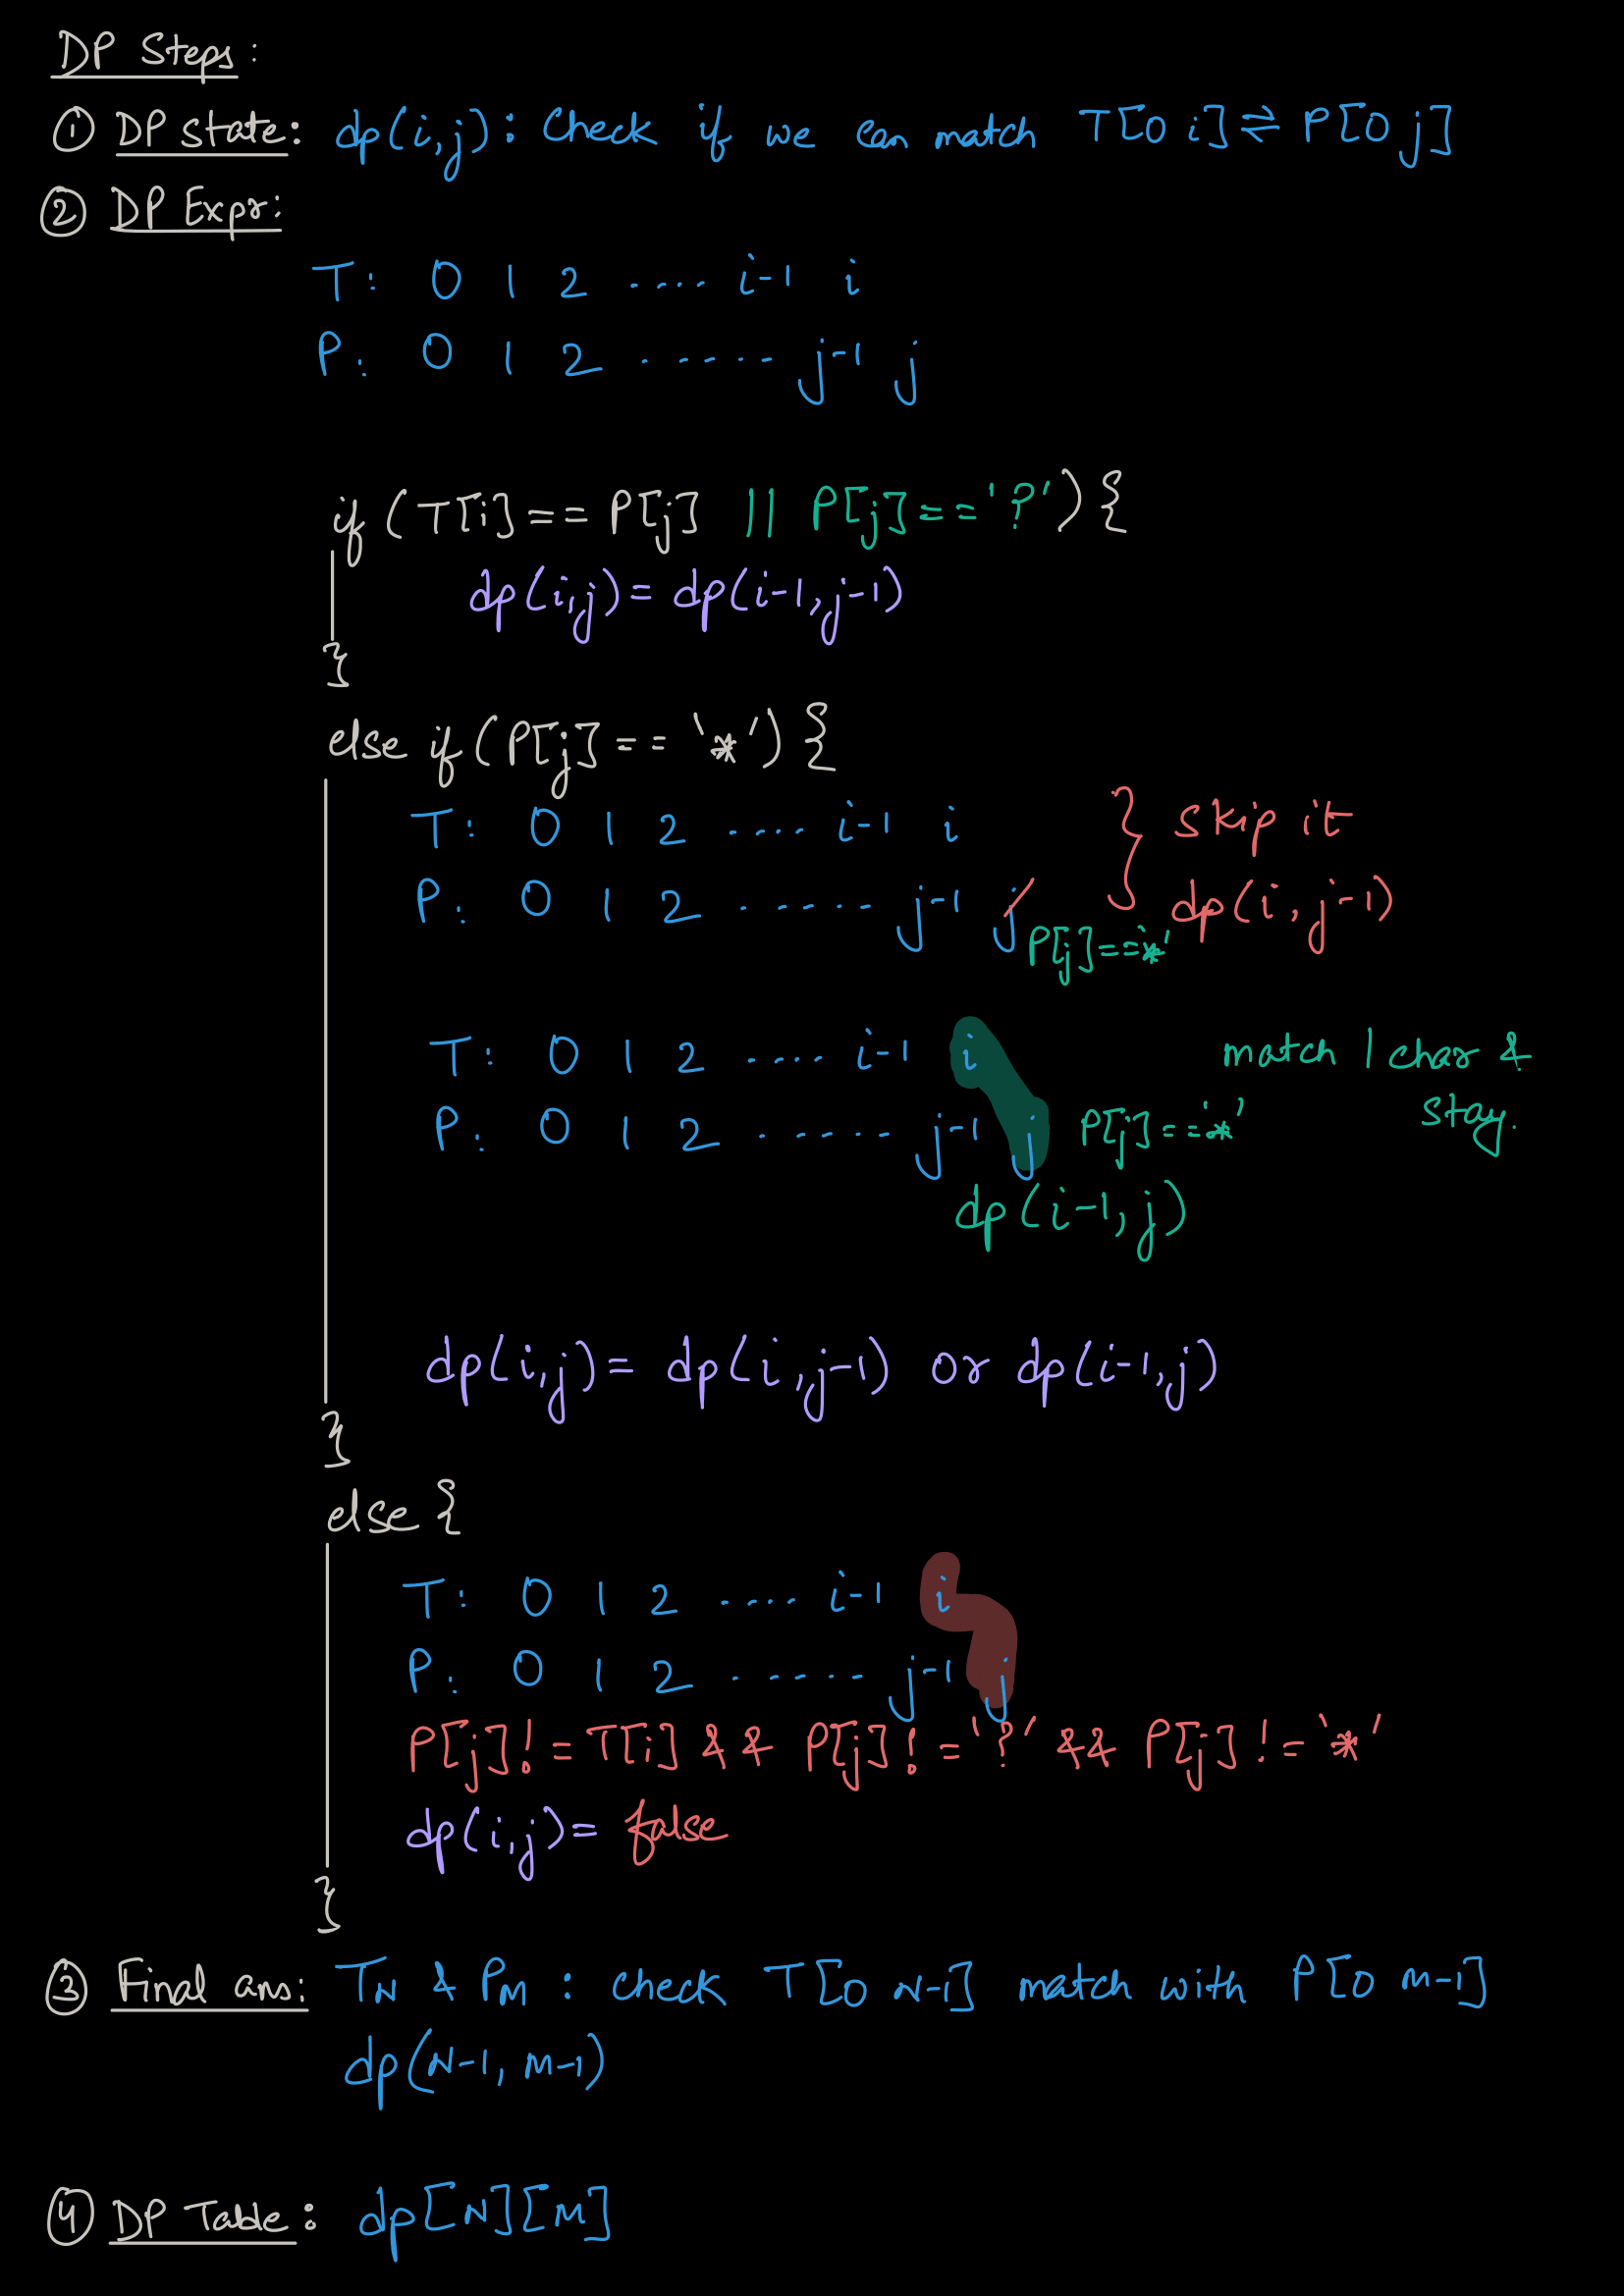 DP Steps:
① DP State: dp(i,j): Check if we can match T[0 i] ⇌ P[0 j]
② DP Expr:
T: 0 1 2 .... i-1 i
P: 0 1 2 ...... j-1 j
if (T[i] == P[j] || P[j] == '?') {
dp(i,j) = dp(i-1,j-1)
}
else if (P[j] == '*') {
T: 0 1 2 .... i-1 i } skip it
P: 0 1 2 ...... j-1 j dp(i, j-1)
P[j]=='*'
T: 0 1 2 .... i-1 i match 1 char &
P: 0 1 2 ...... j-1 j P[j]=='*' stay.
dp(i-1, j)
dp(i,j) = dp(i,j-1) or dp(i-1,j)
}
else {
T: 0 1 2 .... i-1 i
P: 0 1 2 ...... j-1 j
P[j] != T[i] && P[j] != '?' && P[j] != '*'
dp(i,j) = false
}
③ Final ans: TN & PM : check T[0 N-1] match with P[0 M-1]
dp(N-1, M-1)
④ DP Table: dp[N][M]